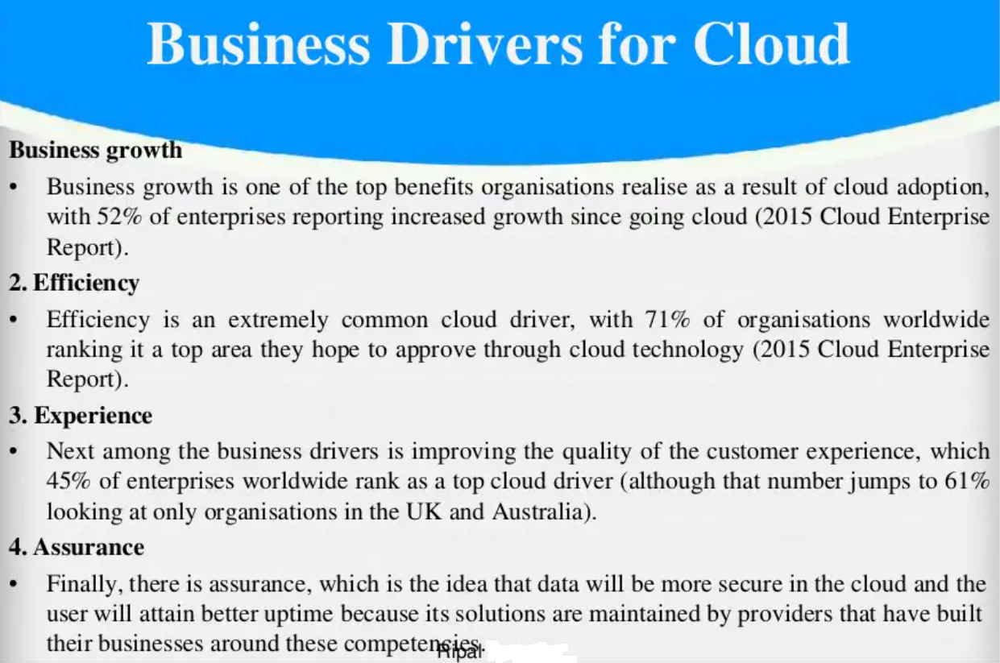 Business Drivers for Cloud
Business growth
• Business growth is one of the top benefits organisations realise as a result of cloud adoption,
with 52% of enterprises reporting increased growth since going cloud (2015 Cloud Enterprise
Report).
2. Efficiency
• Efficiency is an extremely common cloud driver, with 71% of organisations worldwide
ranking it a top area they hope to approve through cloud technology (2015 Cloud Enterprise
Report).
3. Experience
• Next among the business drivers is improving the quality of the customer experience, which
45% of enterprises worldwide rank as a top cloud driver (although that number jumps to 61%
looking at only organisations in the UK and Australia).
4. Assurance
• Finally, there is assurance, which is the idea that data will be more secure in the cloud and the
user will attain better uptime because its solutions are maintained by providers that have built
their businesses around these competencies.
Ripal